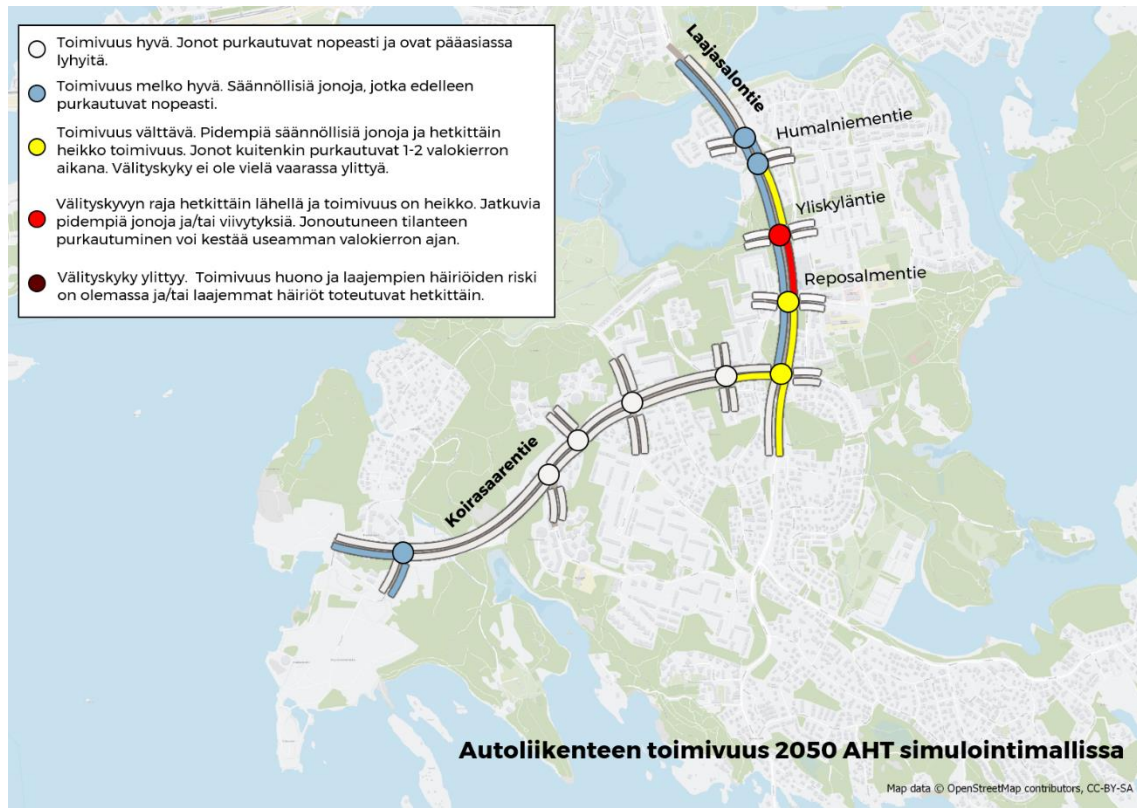 Toimivuus hyvä. Jonot purkautuvat nopeasti ja ovat pääasiassa
lyhyitä.
Toimivuus melko hyvä. Säännöllisiä jonoja, jotka edelleen
purkautuvat nopeasti.
Toimivuus välttävä. Pidempiä säännöllisiä jonoja ja hetkittäin
heikko toimivuus. Jonot kuitenkin purkautuvat 1-2 valokierron
aikana. Välityskyky ei ole vielä vaarassa ylittyä.
Välityskyvyn raja hetkittäin lähellä ja toimivuus on heikko. Jatkuvia
pidempiä jonoja ja/tai viivytyksiä. Jonoutuneen tilanteen
purkautuminen voi kestää useamman valokierron ajan.
Välityskyky ylittyy. Toimivuus huono ja laajempien häiriöiden riski
on olemassa ja/tai laajemmat häiriöt toteutuvat hetkittäin.
Laajasalontie
Humalniementie
Yliskyläntie
Reposalmentie
Koirasaarentie
Autoliikenteen toimivuus 2050 AHT simulointimallissa
Map data © OpenStreetMap contributors, CC-BY-SA